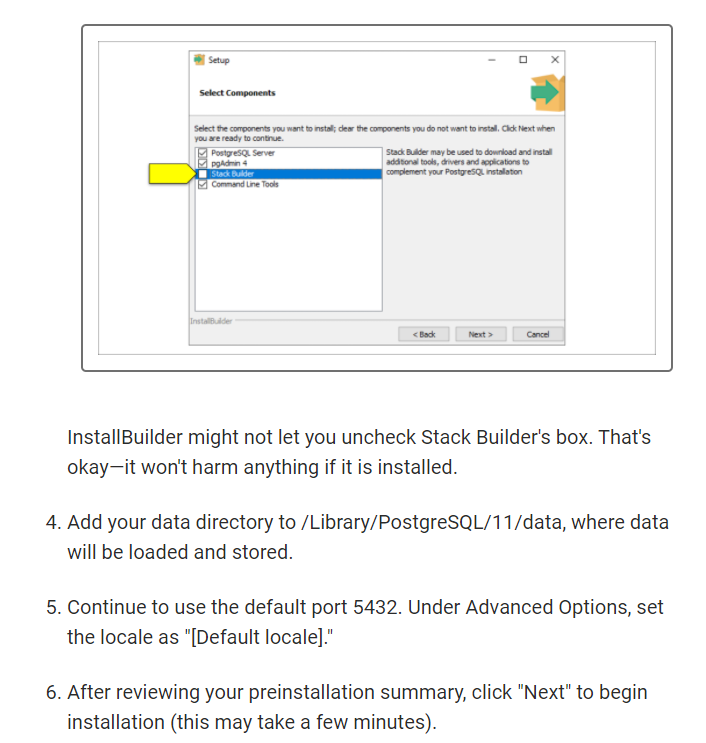 Setup
Select Components
Select the components you want to install; clear the components you do not want to install. Click Next when
you are ready to continue.
PostgreSQL Server
pgAdmin 4
Stack Builder
Command Line Tools
Stack Builder may be used to download and install
additional tools, drivers and applications to
complement your PostgreSQL installation
InstallBuilder
< Back
Next >
Cancel
InstallBuilder might not let you uncheck Stack Builder's box. That's
okay—it won't harm anything if it is installed.
4. Add your data directory to /Library/PostgreSQL/11/data, where data
will be loaded and stored.
5. Continue to use the default port 5432. Under Advanced Options, set
the locale as "[Default locale]."
6. After reviewing your preinstallation summary, click "Next" to begin
installation (this may take a few minutes).